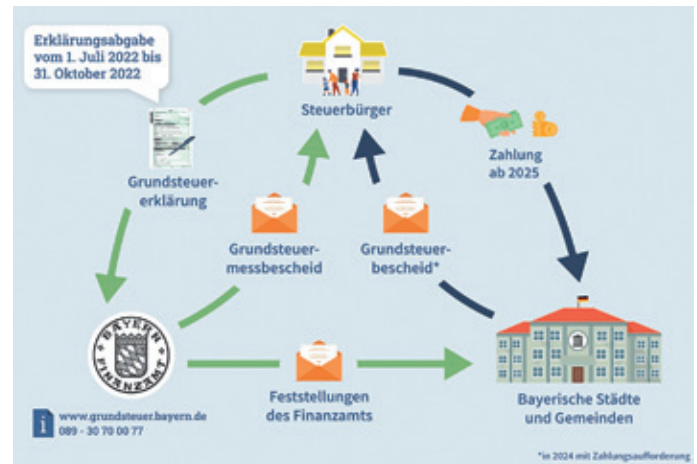 Erklärungsabgabe
vom 1. Juli 2022 bis
31. Oktober 2022
Steuerbürger
Zahlung
ab 2025
Grundsteuer-
erklärung
Grundsteuer-
messbescheid
Grundsteuer-
bescheid*
BAYERN
FINANZAMT
Feststellungen
des Finanzamts
Bayerische Städte
und Gemeinden
i
www.grundsteuer.bayern.de
089 - 30 70 00 77
*in 2024 mit Zahlungsaufforderung